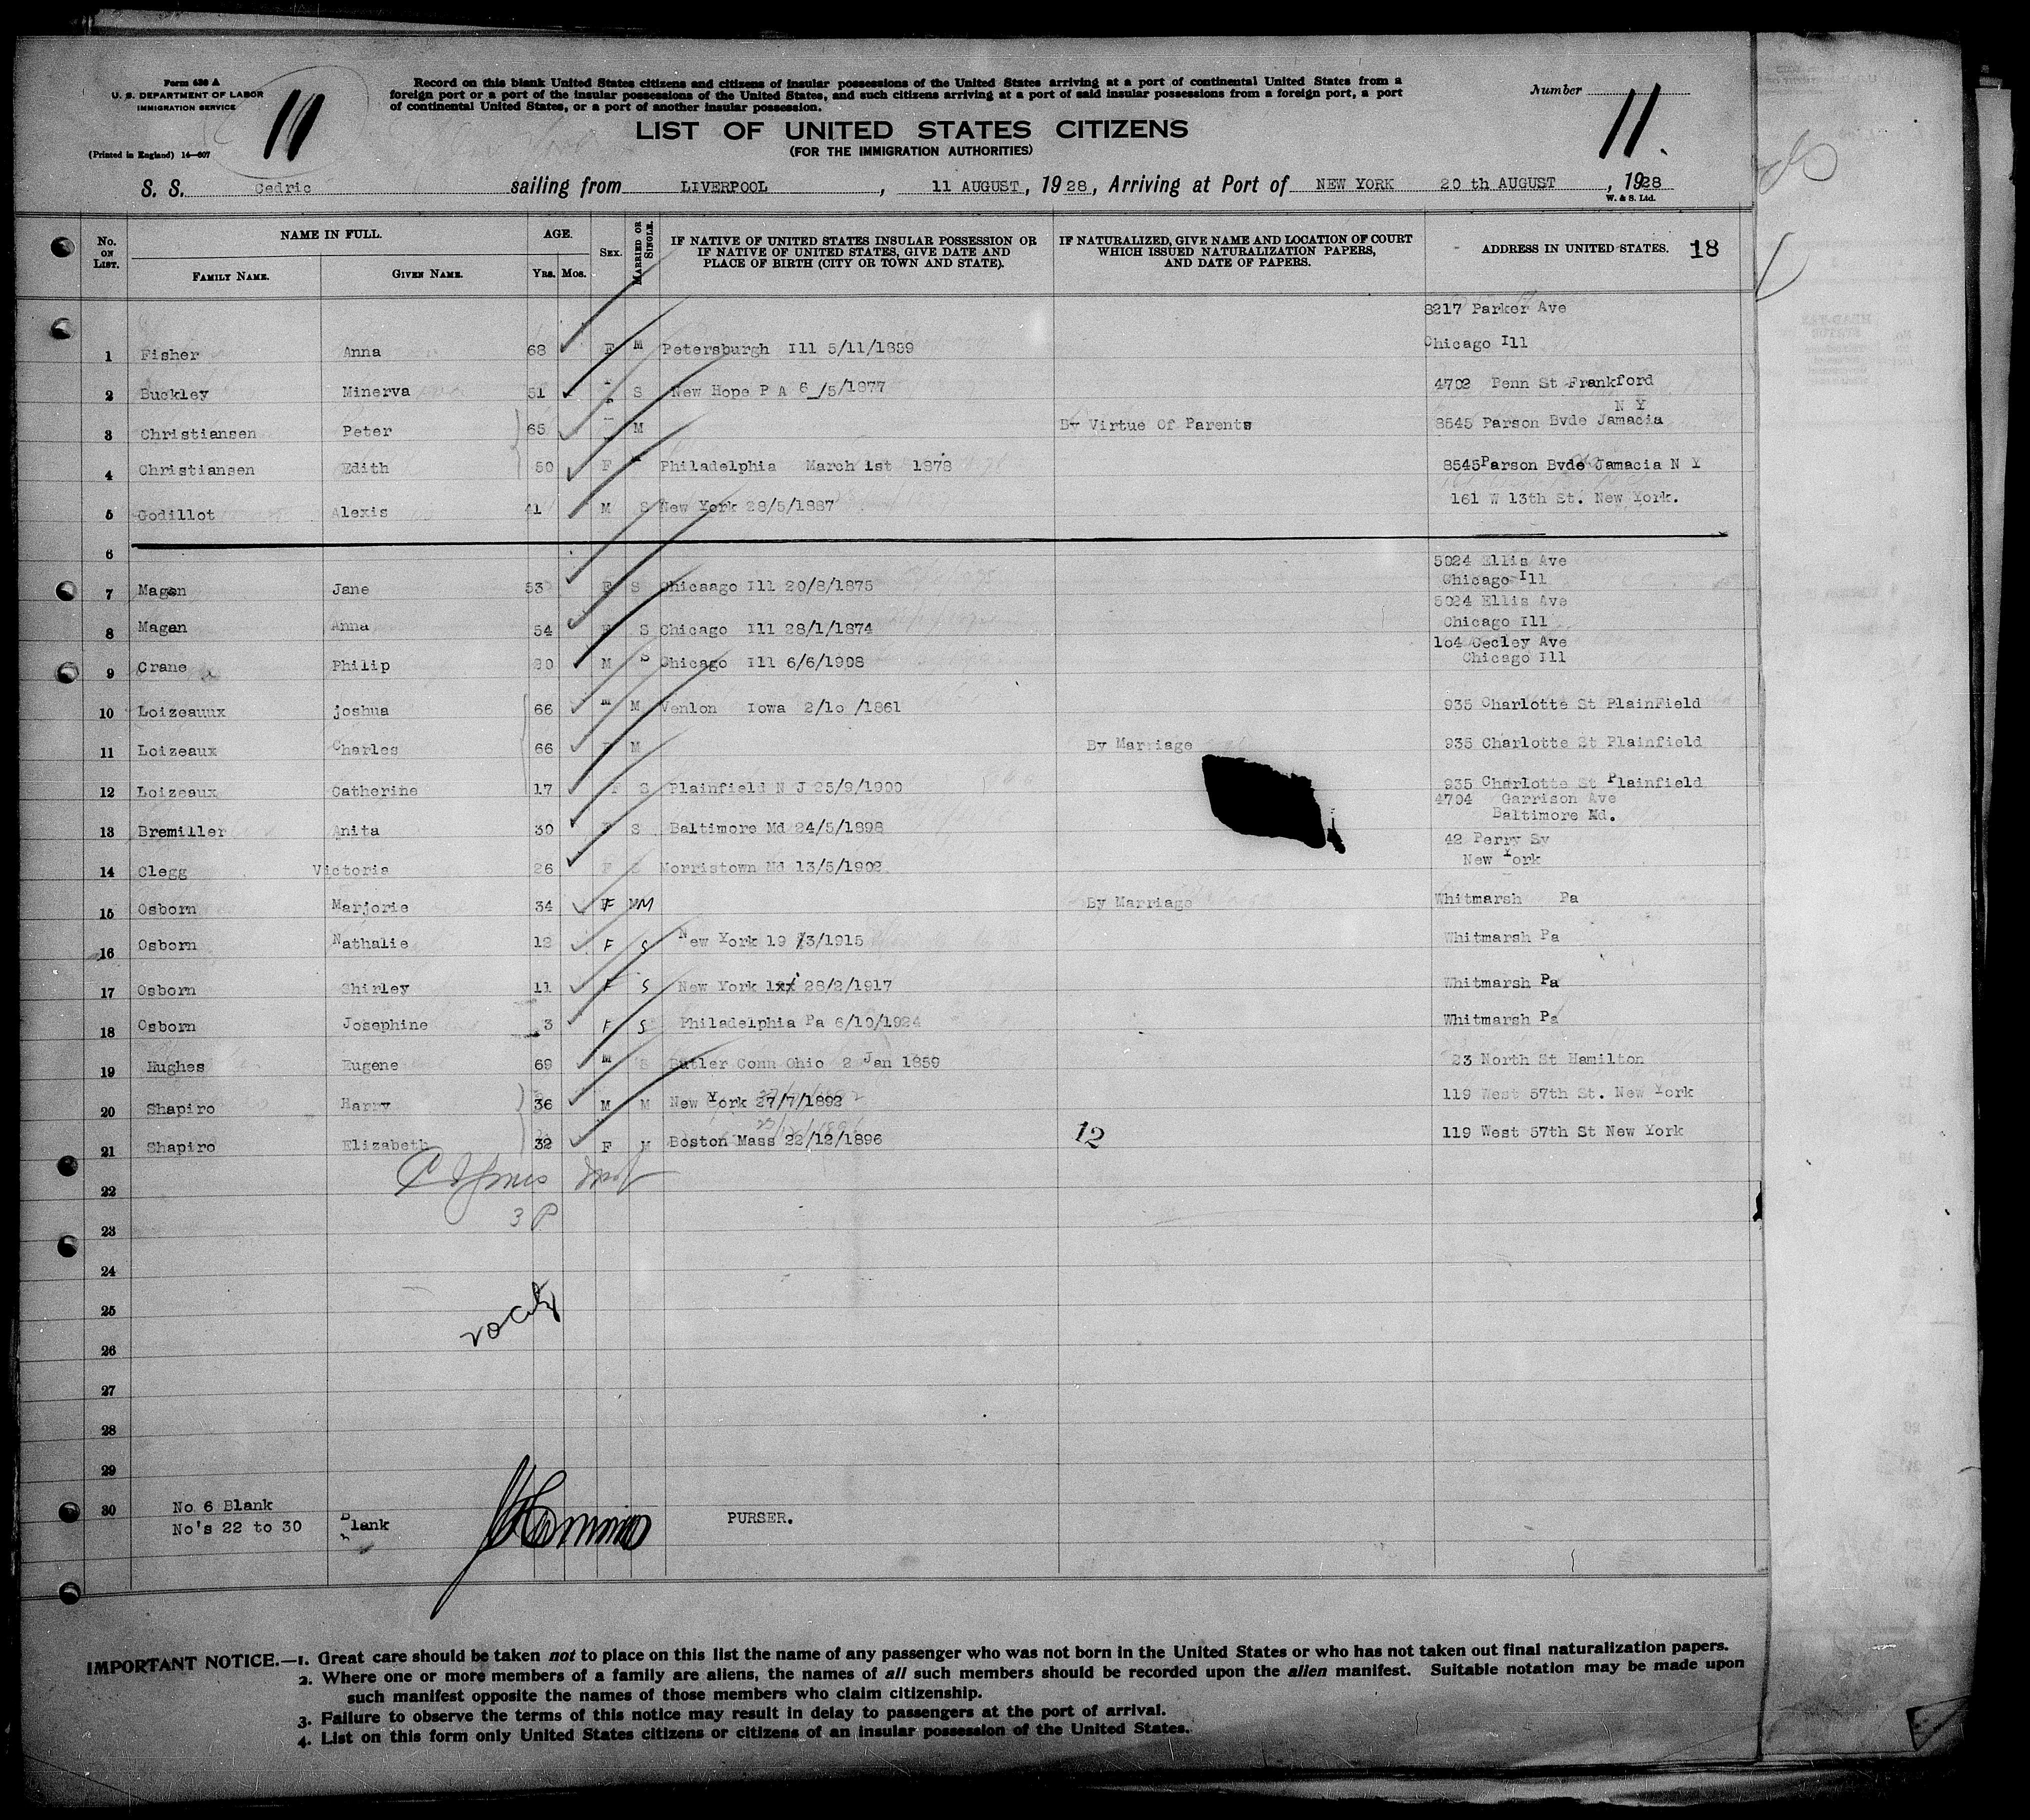 Form 630 A
U. S. DEPARTMENT OF LABOR
IMMIGRATION SERVICE
(Printed in England) 14—607
11
Record on this blank United States citizens and citizens of insular possessions of the United States arriving at a port of continental United States from a
foreign port or a port of the insular possessions of the United States, and such citizens arriving at a port of said insular possessions from a foreign port, a port
of continental United States, or a port of another insular possession.
Number
11.
LIST OF UNITED STATES CITIZENS
(FOR THE IMMIGRATION AUTHORITIES)
S. S. Cedric sailing from LIVERPOOL, 11 AUGUST, 1928, Arriving at Port of NEW YORK 20 th AUGUST, 1928
W. & S. Ltd.
No. ON LIST. NAME IN FULL. FAMILY NAME. GIVEN NAME. AGE. Yrs. Mos. SEX. MARRIED OR SINGLE. IF NATIVE OF UNITED STATES INSULAR POSSESSION OR IF NATIVE OF UNITED STATES, GIVE DATE AND PLACE OF BIRTH (CITY OR TOWN AND STATE). IF NATURALIZED, GIVE NAME AND LOCATION OF COURT WHICH ISSUED NATURALIZATION PAPERS, AND DATE OF PAPERS. ADDRESS IN UNITED STATES. 18
8217 Parker Ave
1 Fisher Anna 68 F M Petersburgh Ill 5/11/1889 Chicago Ill
2 Buckley Minerva 51 S New Hope P A 6_/5/1877 4702 Penn St Frankford
N Y
3 Christiansen Peter 65 M By Virtue Of Parents 8545 Parson Bvde Jamacia
4 Christiansen Edith 50 F M Philadelphia March 1st 1878 8545 Parson Bvde Jamacia N Y
5 Godillot Alexis 41 M S New York 28/5/1887 161 W 13th St. New York.
6
5024 Ellis Ave
7 Magan Jane 53 F S Chicaago Ill 20/8/1875 Chicago Ill
5024 Ellis Ave
8 Magan Anna 54 F S Chicago Ill 28/1/1874 Chicago Ill
104 Cecley Ave
9 Crane Philip 20 M S Chicago Ill 6/6/1908 Chicago Ill
10 Loizeauux joshua 66 m M Venlon Iowa 2/10 /1861 935 Charlotte St PlainField
11 Loizeaux Charles 66 F M By Marriage 935 Charlotte St Plainfield
12 Loizeaux Catherine 17 F S Plainfield N J 25/9/1900 935 Charlotte St Plainfield
4704 Garrison Ave
13 Bremiller Anita 30 F S Baltimore Md 24/5/1898 Baltimore Md.
42 Perry Sv
14 Clegg Victoria 26 F S Morristown Md 13/5/1902 New York
15 Osborn Marjorie 34 F M By Marriage Whitmarsh Pa
16 Osborn Nathalie 12 F S New York 19 /3/1915 Whitmarsh Pa
17 Osborn Shirley 11 F S New York 1xx 28/2/1917 Whitmarsh Pa
18 Osborn Josephine 3 F S Philadelphia Pa 6/10/1924 Whitmarsh Pa
19 Hughes Eugene 69 m S Butler Conn Ohio 2 Jan 1859 23 North St Hamilton
20 Shapiro Harry 36 M M New York 27/7/1892 119 West 57th St. New York
21 Shapiro Elizabeth 32 F M Boston Mass 22/12/1896 12 119 West 57th St New York
22
3 P
23
24
25
26
27
28
29
30 No 6 Blank
No's 22 to 30 Blank PURSER.
IMPORTANT NOTICE.—1. Great care should be taken not to place on this list the name of any passenger who was not born in the United States or who has not taken out final naturalization papers.
2. Where one or more members of a family are aliens, the names of all such members should be recorded upon the alien manifest. Suitable notation may be made upon
such manifest opposite the names of those members who claim citizenship.
3. Failure to observe the terms of this notice may result in delay to passengers at the port of arrival.
4. List on this form only United States citizens or citizens of an insular possession of the United States.